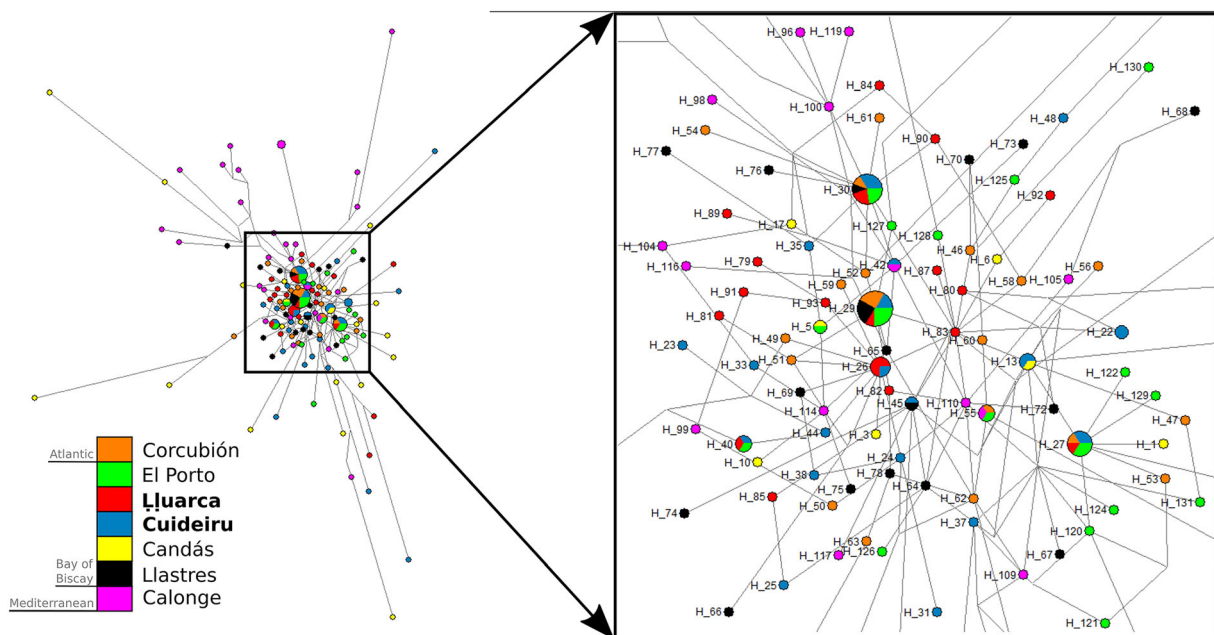 Atlantic
Corcubión
El Porto
Ḷḷuarca
Cuideiru
Candás
Bay of
Biscay
Llastres
Mediterranean
Calonge
H_96
H_119
H_130
H_84
H_100
H_98
H_68
H_61
H_54
H_48
H_90
H_77
H_73
H_70
H_76
H_125
H_30
H_92
H_89
H_17
H_127
H_128
H_104
H_35
H_46
H_6
H_116
H_79
H_42
H_56
H_52
H_87
H_58
H_105
H_59
H_91
H_80
H_93
H_29
H_81
H_5
H_83
H_22
H_49
H_60
H_23
H_65
H_51
H_13
H_33
H_26
H_122
H_69
H_82
H_129
H_114
H_45
H_110
H_72
H_55
H_47
H_99
H_44
H_3
H_40
H_27
H_1
H_10
H_24
H_38
H_78
H_53
H_75
H_64
H_85
H_62
H_131
H_50
H_74
H_124
H_37
H_120
H_63
H_117
H_126
H_67
H_109
H_25
H_66
H_31
H_121